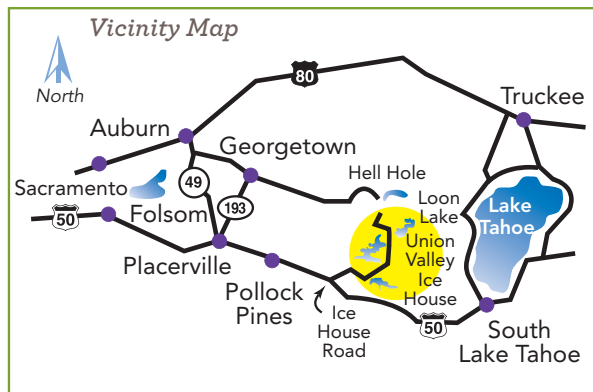 Vicinity Map
North
80
Truckee
Auburn
Georgetown
Hell Hole
49
193
Sacramento
Folsom
50
Loon
Lake
Lake
Tahoe
Union
Valley
Ice
House
Placerville
Pollock
Pines
Ice
House
Road
50
South
Lake Tahoe